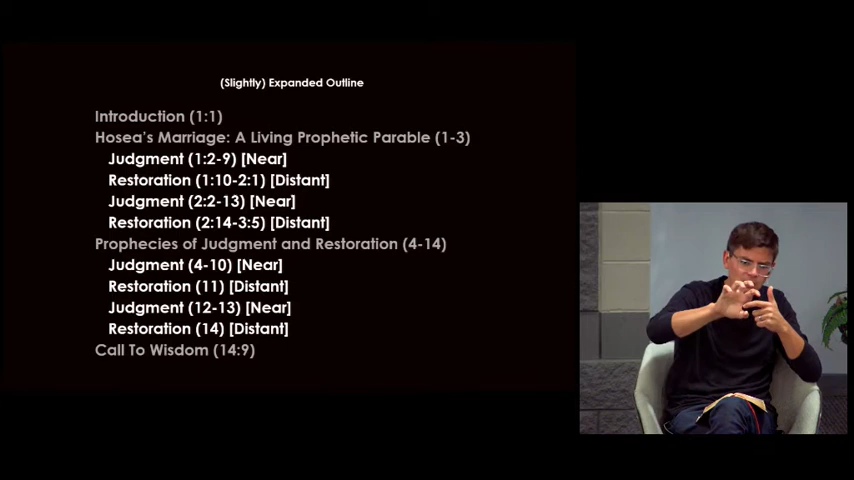 (Slightly) Expanded Outline
Introduction (1:1)
Hosea's Marriage: A Living Prophetic Parable (1-3)
Judgment (1:2-9) [Near]
Restoration (1:10-2:1) [Distant]
Judgment (2:2-13) [Near]
Restoration (2:14-3:5) [Distant]
Prophecies of Judgment and Restoration (4-14)
Judgment (4-10) [Near]
Restoration (11) [Distant]
Judgment (12-13) [Near]
Restoration (14) [Distant]
Call To Wisdom (14:9)